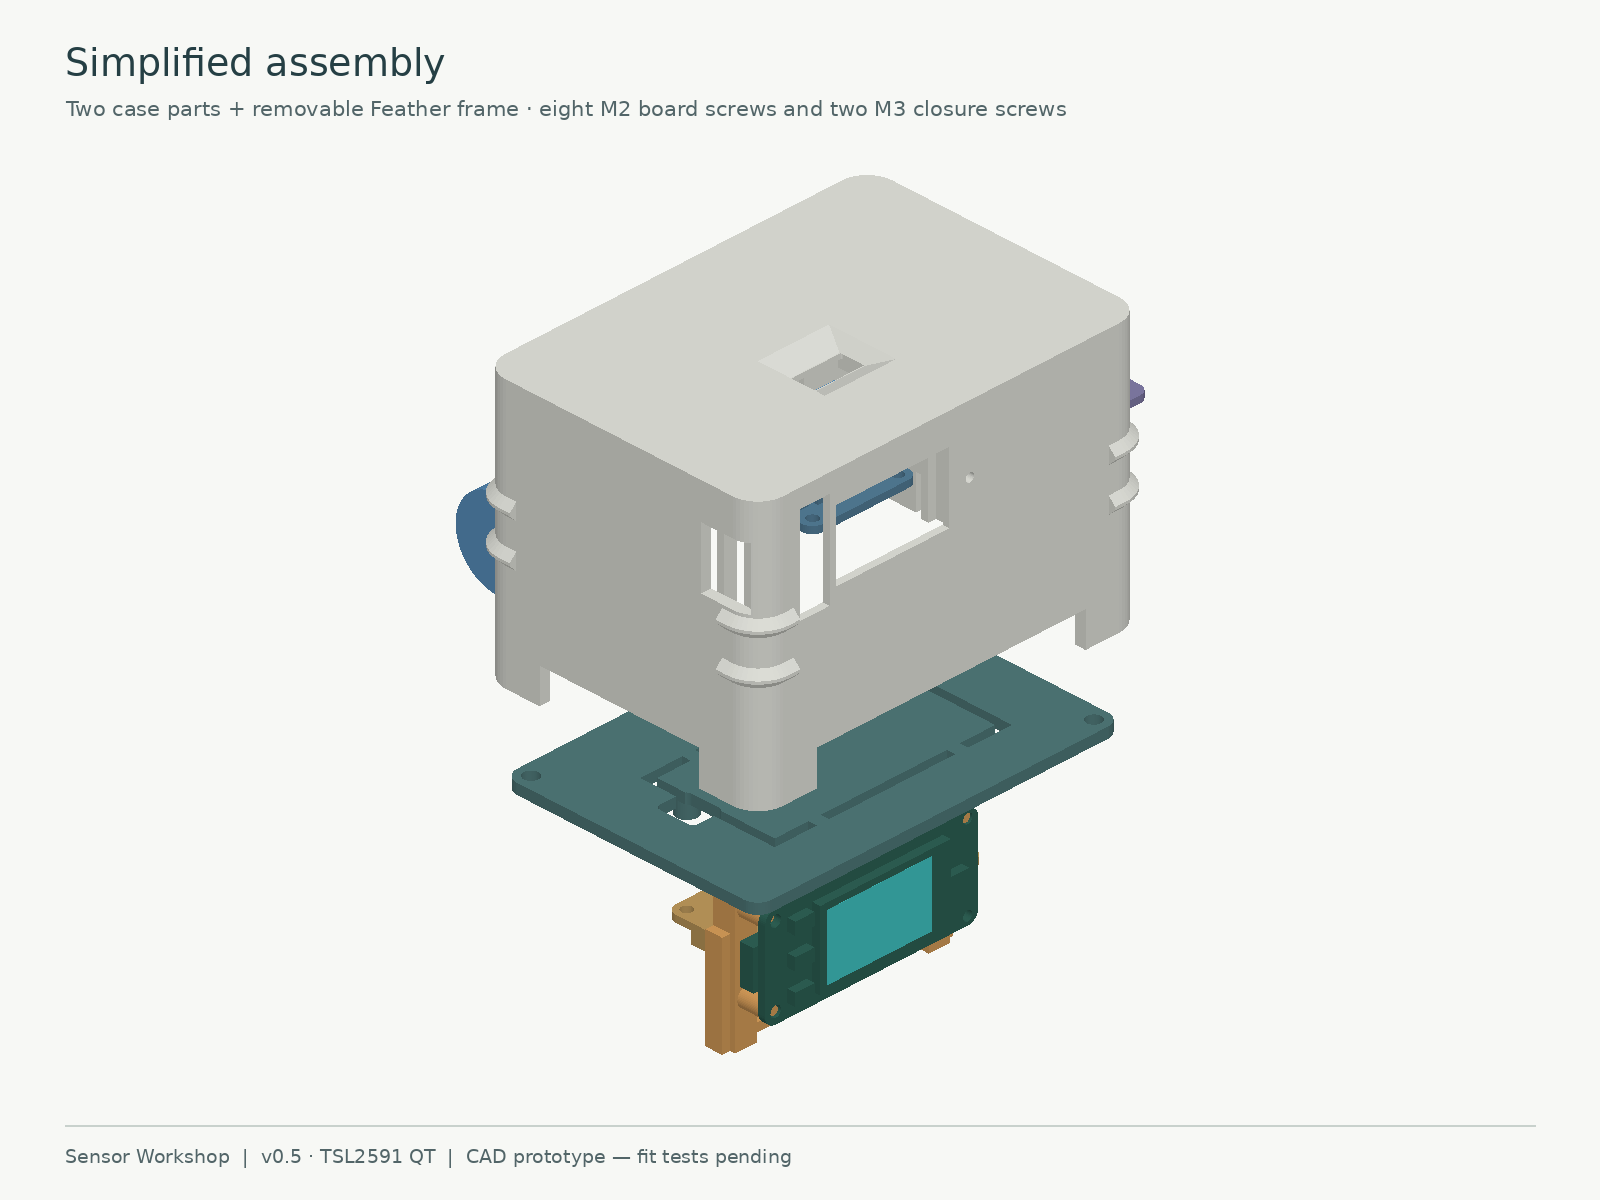 Simplified assembly
Two case parts + removable Feather frame · eight M2 board screws and two M3 closure screws
Sensor Workshop | v0.5 · TSL2591 QT | CAD prototype — fit tests pending